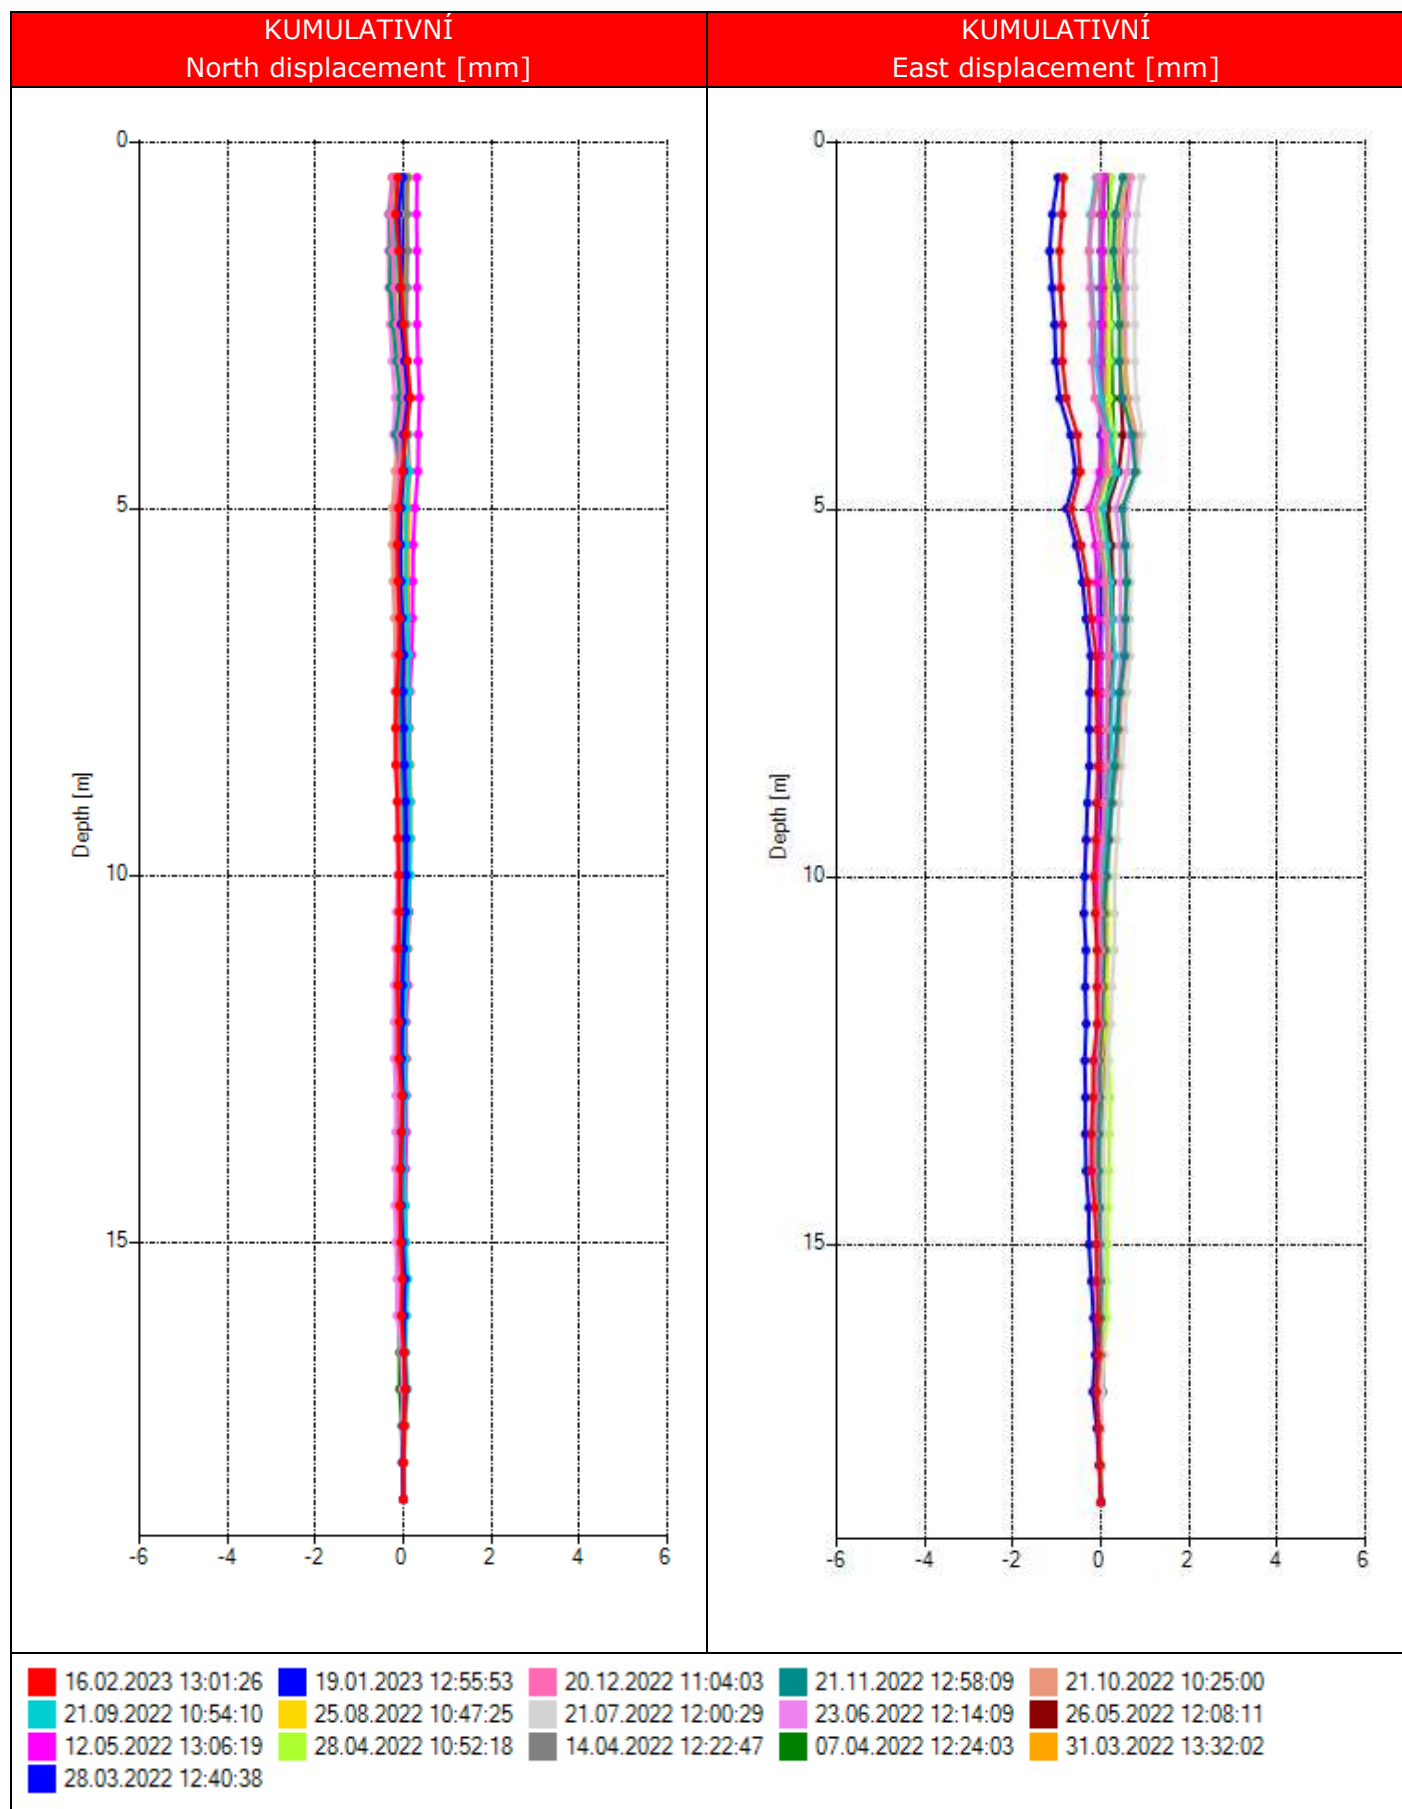 KUMULATIVNÍ
North displacement [mm]
KUMULATIVNÍ
East displacement [mm]
0
5
10
15
Depth [m]
-6 -4 -2 0 2 4 6
0
5
10
15
Depth [m]
-6 -4 -2 0 2 4 6
16.02.2023 13:01:26 19.01.2023 12:55:53 20.12.2022 11:04:03 21.11.2022 12:58:09 21.10.2022 10:25:00
21.09.2022 10:54:10 25.08.2022 10:47:25 21.07.2022 12:00:29 23.06.2022 12:14:09 26.05.2022 12:08:11
12.05.2022 13:06:19 28.04.2022 10:52:18 14.04.2022 12:22:47 07.04.2022 12:24:03 31.03.2022 13:32:02
28.03.2022 12:40:38